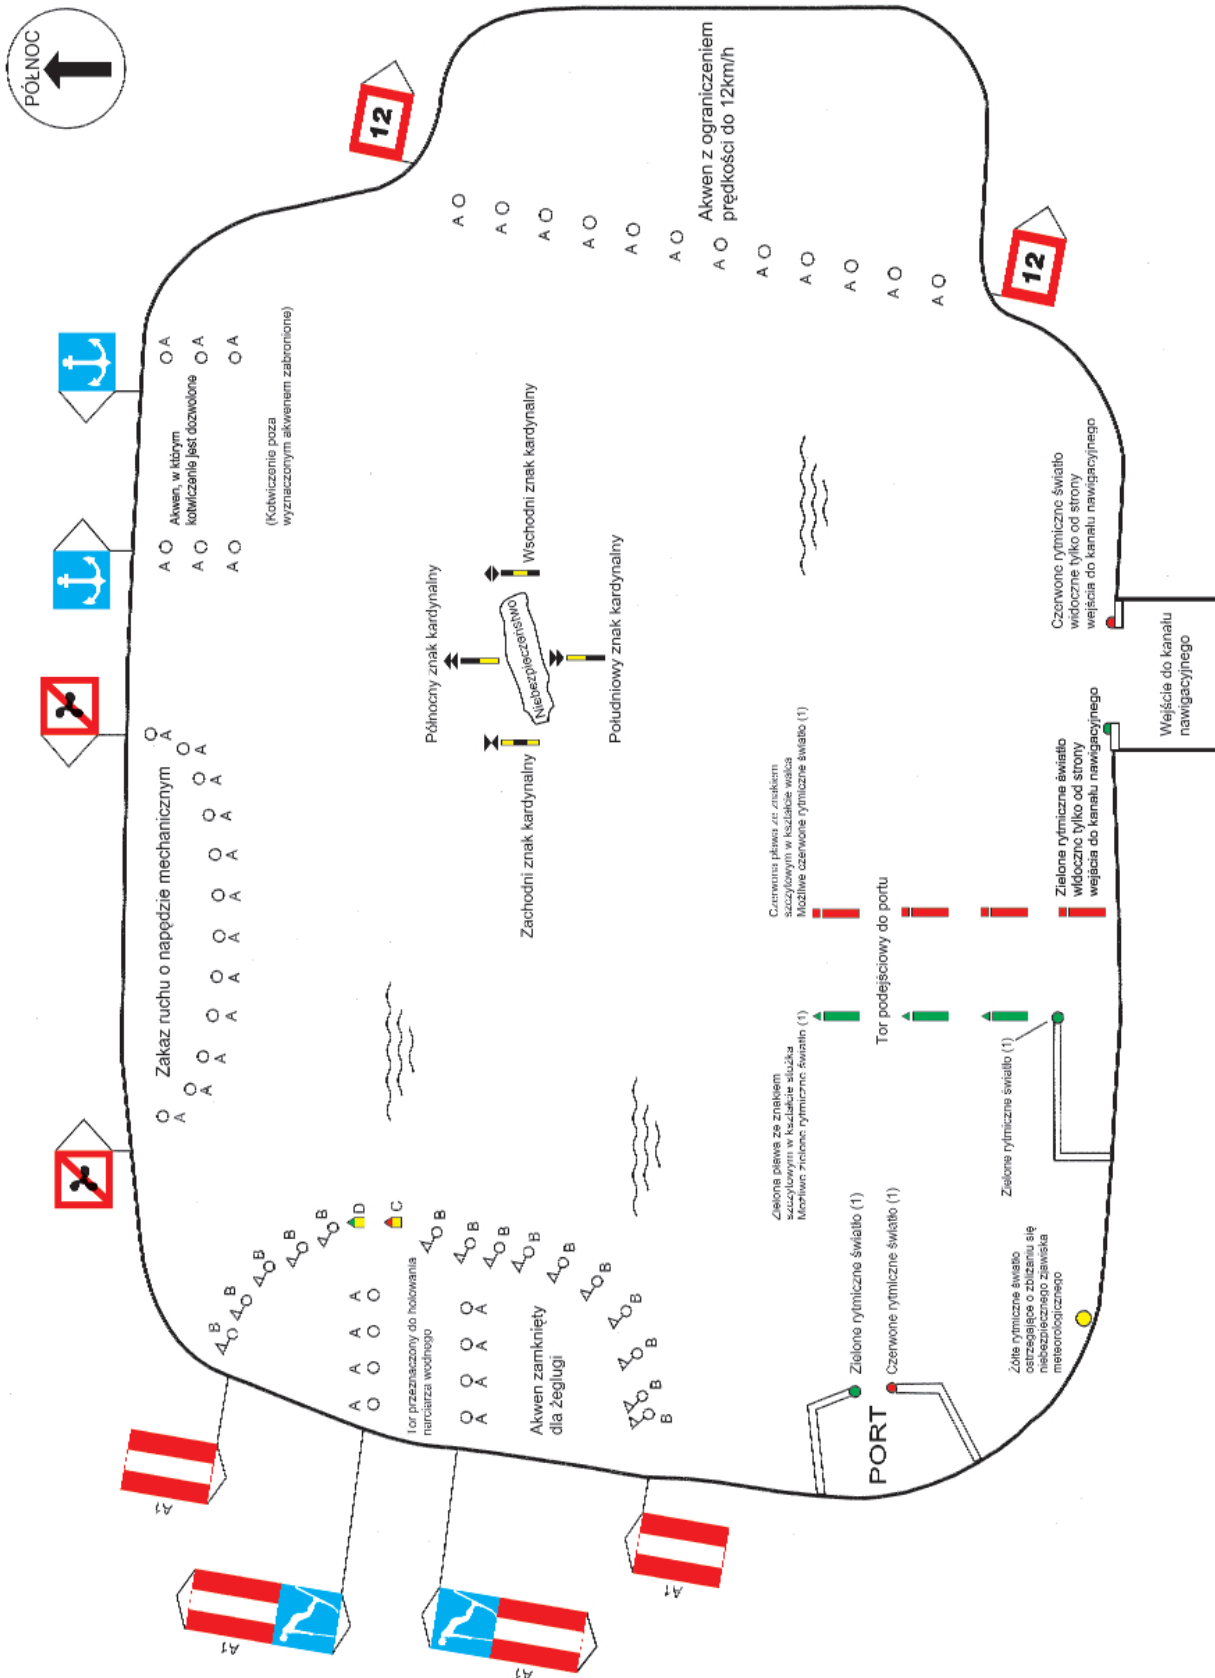 PÓŁNOC
12
Akwen z ograniczeniem
prędkości do 12km/h
A
A
A
A
A
A
A
A
A
A
A
A
12
A
A
A
Akwen, w którym
kotwiczenie jest dozwolone
(Kotwiczenie poza
wyznaczonym akwenem zabronione)
A
A
A
Zakaz ruchu o napędzie mechanicznym
A
A
A
A
A
A
A
A
A
A
A
A
Północny znak kardynalny
Wschodni znak kardynalny
Niebezpieczeństwo
Południowy znak kardynalny
Zachodni znak kardynalny
Czerwone rytmiczne światło
widoczne tylko od strony
wejścia do kanału nawigacyjnego
Wejście do kanału
nawigacyjnego
Zielone rytmiczne światło
widoczne tylko od strony
wejścia do kanału nawigacyjnego
Czerwona pława ze znakiem
szczytowym w kształcie walca
Możliwe czerwone rytmiczne światło (1)
Tor podejściowy do portu
Zielona pława ze znakiem
szczytowym w kształcie stożka
Możliwe zielone rytmiczne światło (1)
Zielone rytmiczne światło (1)
B
B
B
B
B
B
D
C
A
A
A
A
Tor przeznaczony do holowania
narciarza wodnego
A
A
A
A
Akwen zamknięty
dla żeglugi
B
B
B
B
B
B
B
B
B
B
Zielone rytmiczne światło (1)
Czerwone rytmiczne światło (1)
PORT
Żółte rytmiczne światło
ostrzegające o zbliżaniu się
niebezpiecznego zjawiska
meteorologicznego
A1
A1
A1
A1